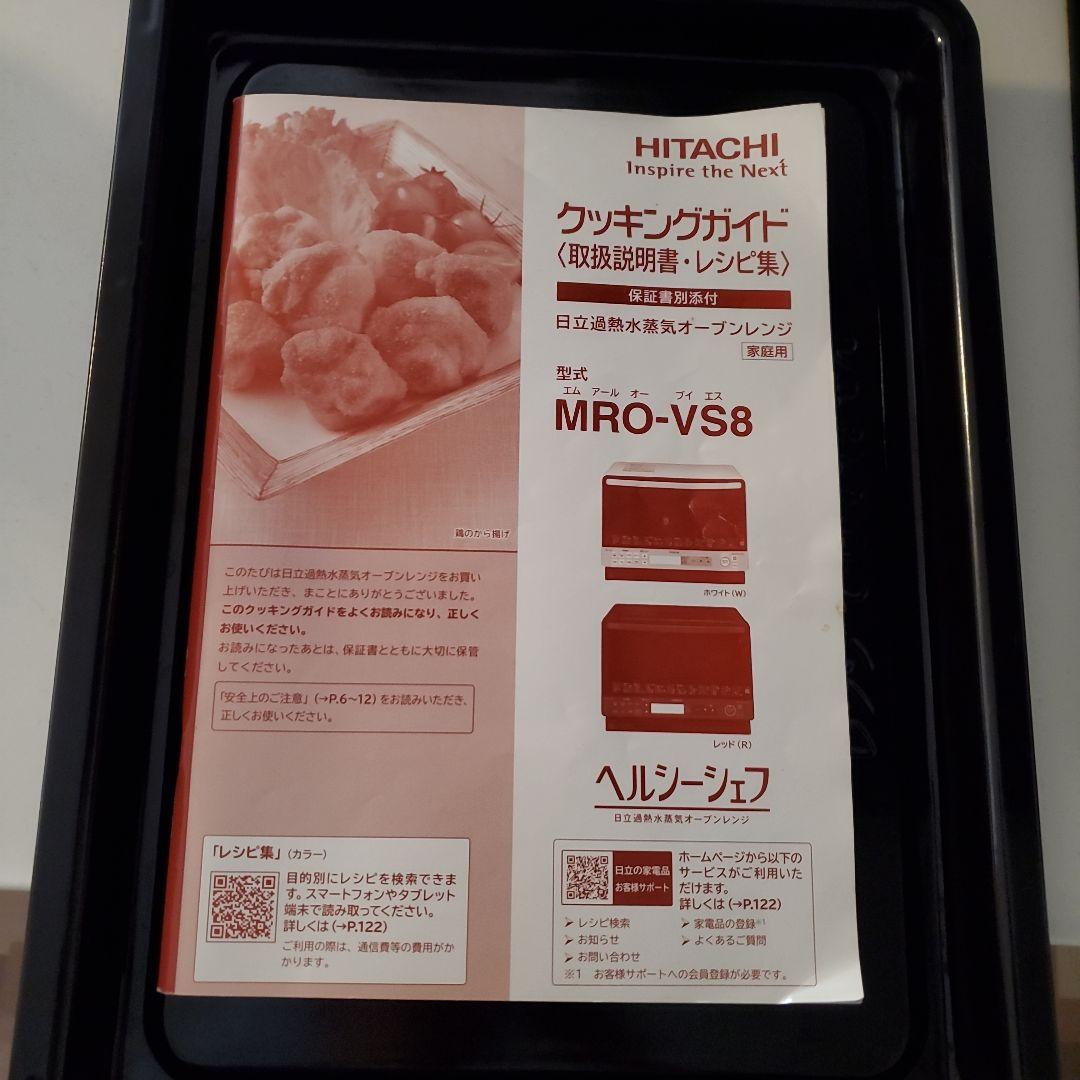 HITACHI
Inspire the Next
クッキングガイド
〈取扱説明書・レシピ集〉
保証書別添付
日立過熱水蒸気オーブンレンジ
家庭用
型式
エム アール オー ブイ エス
MRO-VS8
鶏のから揚げ
ホワイト(W)
レッド(R)
このたびは日立過熱水蒸気オーブンレンジをお買い
上げいただき、まことにありがとうございました。
このクッキングガイドをよくお読みになり、正しく
お使いください。
お読みになったあとは、保証書とともに大切に保管
してください。
「安全上のご注意」(→P.6〜12)をお読みいただき、
正しくお使いください。
ヘルシーシェフ
日立過熱水蒸気オーブンレンジ
「レシピ集」(カラー)
目的別にレシピを検索できま
す。スマートフォンやタブレット
端末で読み取ってください。
詳しくは(→P.122)
ご利用の際は、通信費等の費用がか
かります。
日立の家電品
お客様サポート
ホームページから以下の
サービスがご利用いた
だけます。
詳しくは(→P.122)
➢ レシピ検索
➢ お知らせ
➢ お問い合わせ
➢ 家電品の登録※1
➢ よくあるご質問
※1 お客様サポートへの会員登録が必要です。